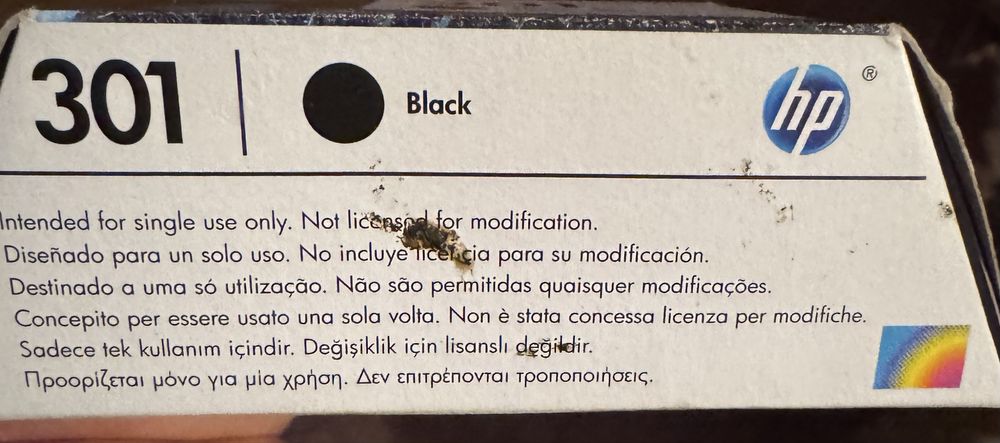 301 Black hp ®
Intended for single use only. Not licensed for modification.
Diseñado para un solo uso. No incluye licencia para su modificación.
Destinado a uma só utilização. Não são permitidas quaisquer modificações.
Concepito per essere usato una sola volta. Non è stata concessa licenza per modifiche.
Sadece tek kullanım içindir. Değişiklik için lisanslı değildir.
Προορίζεται μόνο για μία χρήση. Δεν επιτρέπονται τροποποιήσεις.